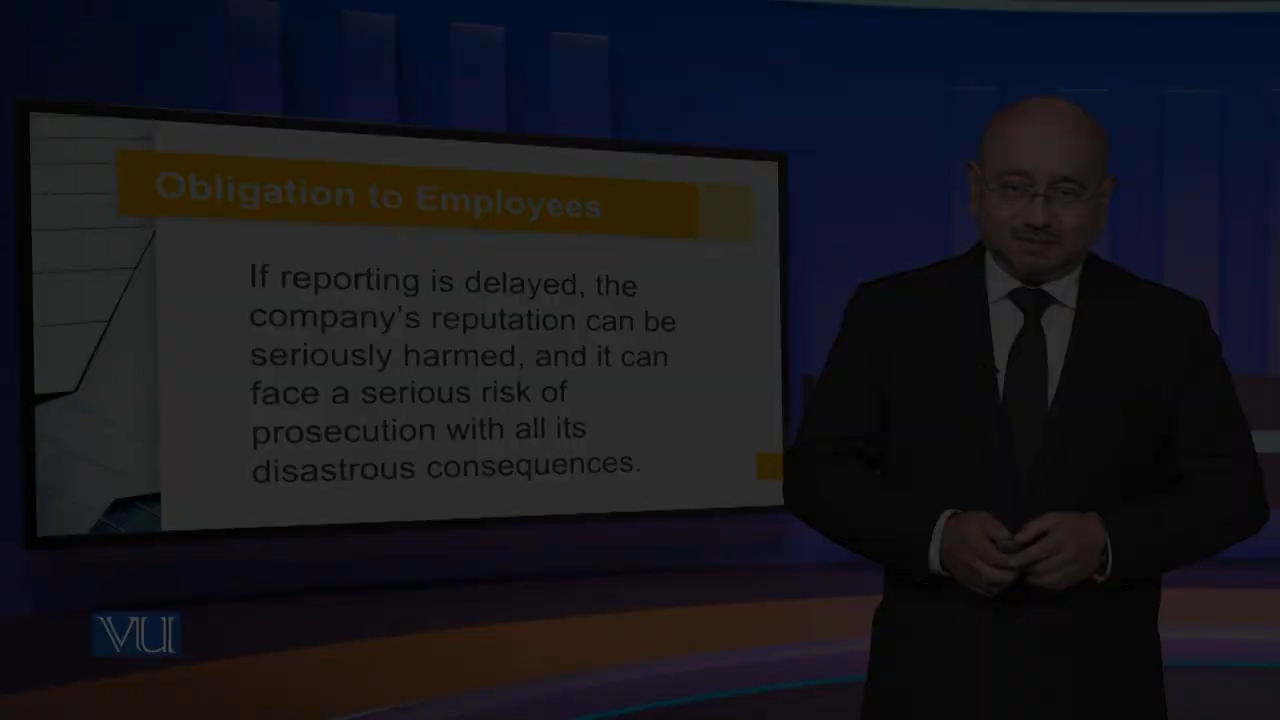 Obligation to Employees
If reporting is delayed, the
company's reputation can be
seriously harmed, and it can
face a serious risk of
prosecution with all its
disastrous consequences.
VU